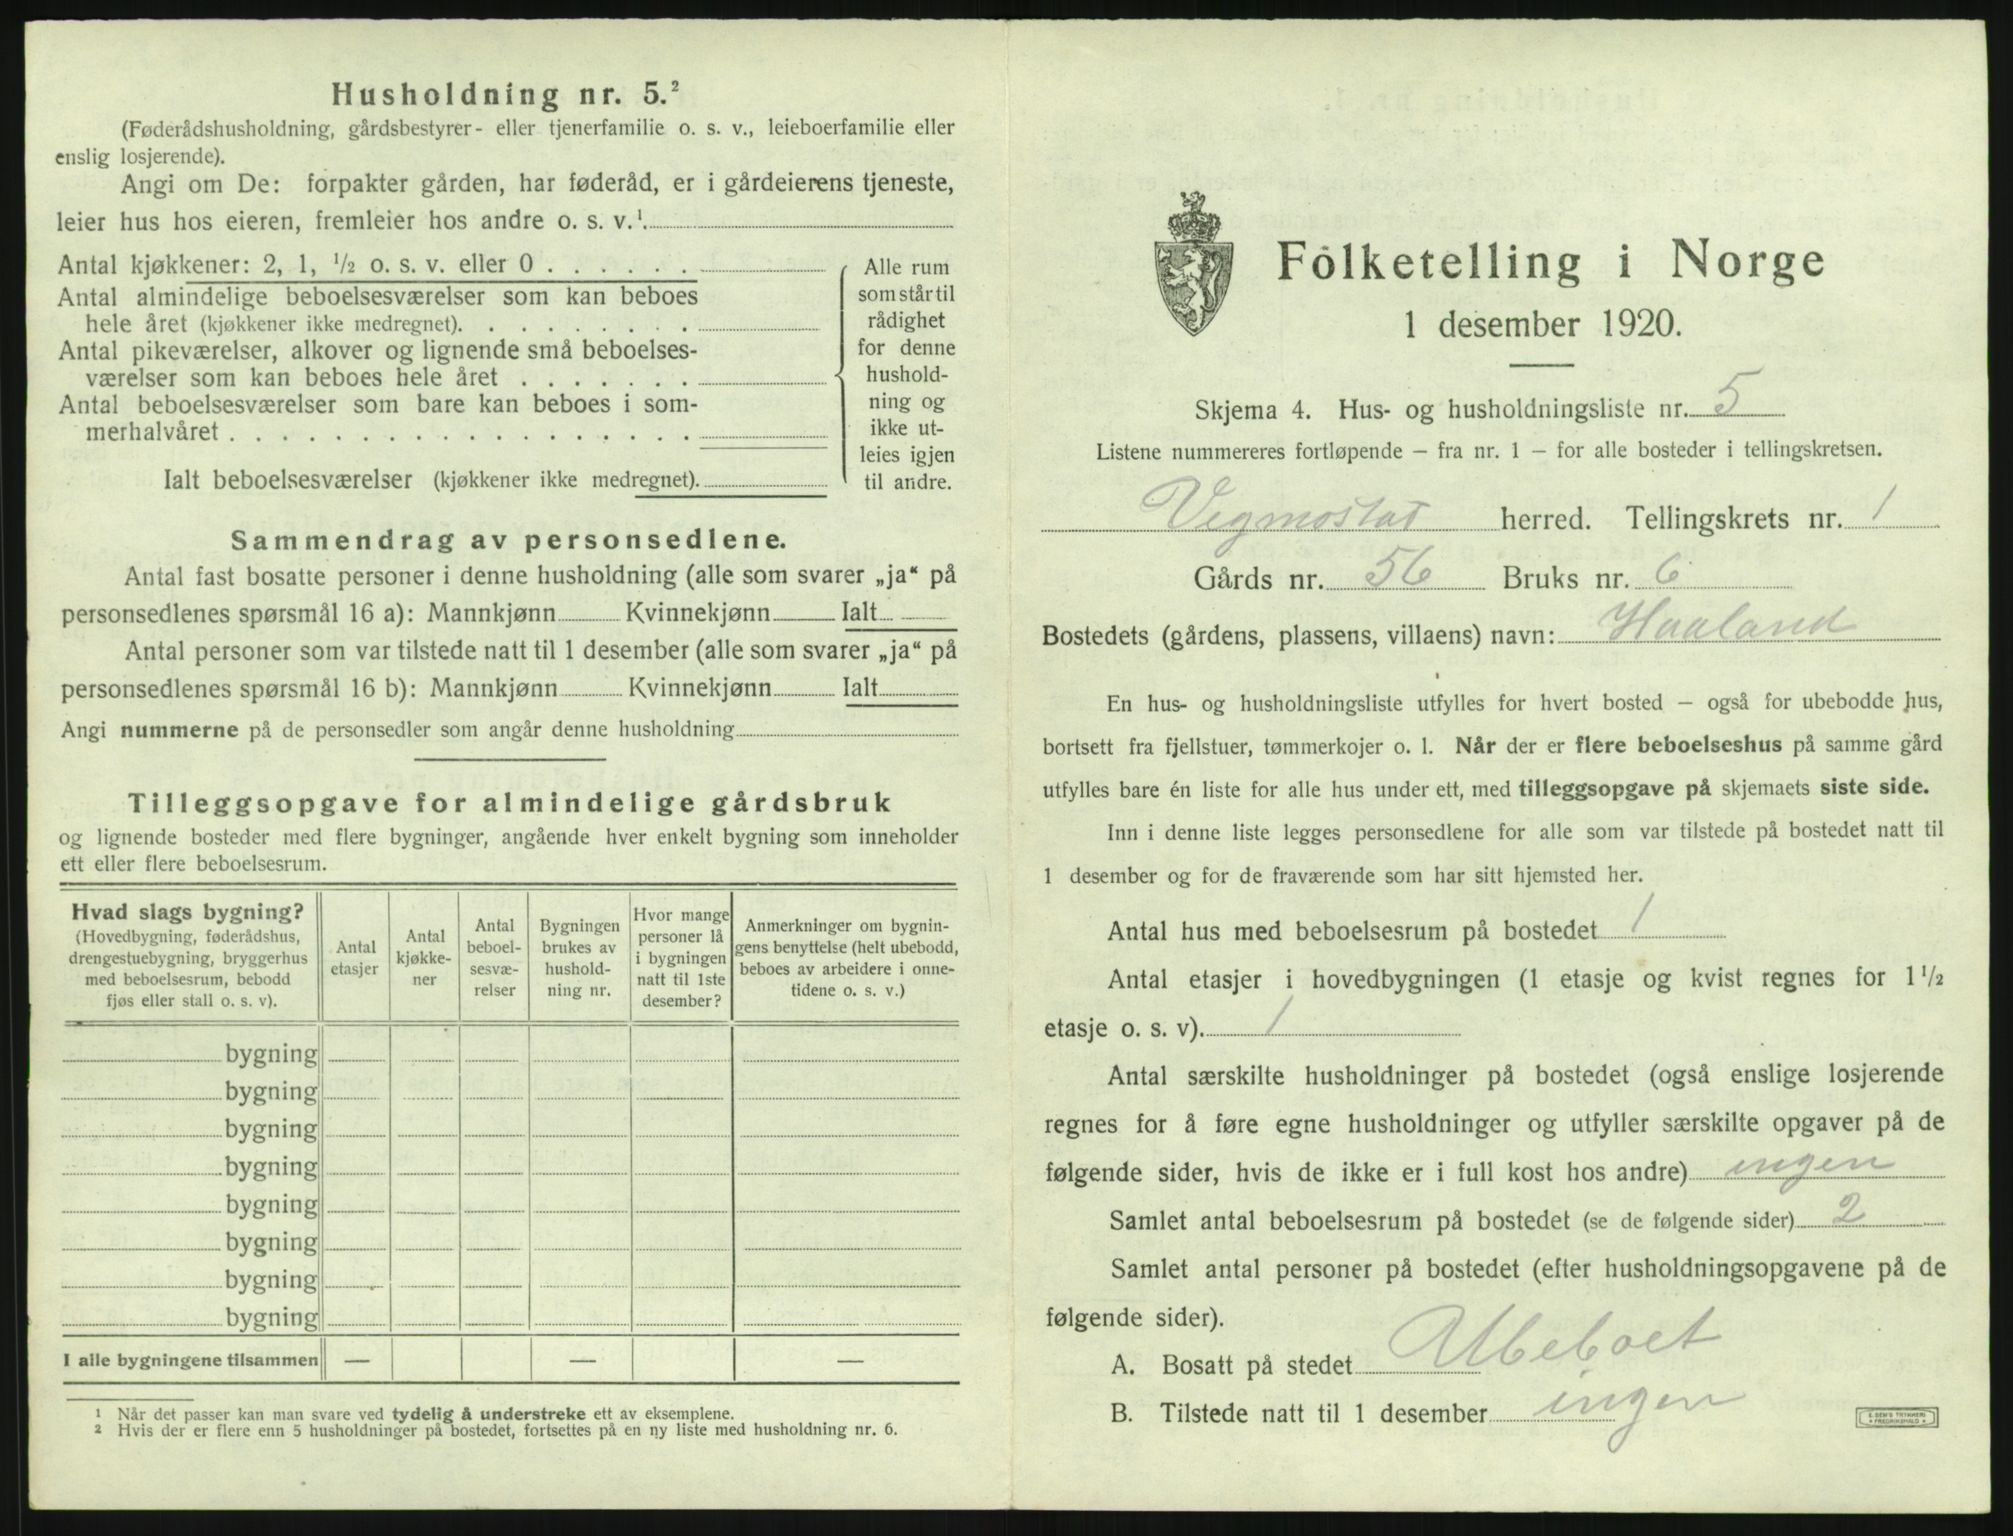 Husholdning nr. 5.²
(Føderådshusholdning, gårdsbestyrer- eller tjenerfamilie o. s. v., leieboerfamilie eller
enslig losjerende).
Angi om De: forpakter gården, har føderåd, er i gårdeierens tjeneste,
leier hus hos eieren, fremleier hos andre o. s. v.¹.
Antal kjøkkener: 2, 1, ½ o. s. v. eller 0 . . . . . .
Antal almindelige beboelsesværelser som kan beboes
hele året (kjøkkener ikke medregnet). . . . . . . . .
Antal pikeværelser, alkover og lignende små beboelses-
værelser som kan beboes hele året . . . . . . .
Antal beboelsesværelser som bare kan beboes i som-
merhalvåret . . . . . . . . . . . . . . . . . .
Ialt beboelsesværelser (kjøkkener ikke medregnet).
Alle rum
som står til
rådighet
for denne
hushold-
ning og
ikke ut-
leies igjen
til andre.
Sammendrag av personsedlene.
Antal fast bosatte personer i denne husholdning (alle som svarer „ja“ på
personsedlenes spørsmål 16 a): Mannkjønn Kvinnekjønn Ialt
Antal personer som var tilstede natt til 1 desember (alle som svarer „ja“ på
personsedlenes spørsmål 16 b): Mannkjønn Kvinnekjønn Ialt
Angi nummerne på de personsedler som angår denne husholdning
Tilleggsopgave for almindelige gårdsbruk
og lignende bosteder med flere bygninger, angående hver enkelt bygning som inneholder
ett eller flere beboelsesrum.
Hvad slags bygning?
(Hovedbygning, føderådshus,
drengestuebygning, bryggerhus
med beboelsesrum, bebodd
fjøs eller stall o. s. v).
Antal
etasjer
Antal
kjøkke-
ner
Antal
beboel-
sesvæ-
relser
Bygningen
brukes av
hushold-
ning nr.
Hvor mange
personer lå
i bygningen
natt til 1ste
desember?
Anmerkninger om bygnin-
gens benyttelse (helt ubebodd,
beboes av arbeidere i onne-
tidene o. s. v.)
bygning
bygning
bygning
bygning
bygning
bygning
bygning
bygning
I alle bygningene tilsammen — — —
¹ Når det passer kan man svare ved tydelig å understreke ett av eksemplene.
² Hvis der er flere enn 5 husholdninger på bostedet, fortsettes på en ny liste med husholdning nr. 6.
Folketelling i Norge
1 desember 1920.
Skjema 4. Hus- og husholdningsliste nr. 5
Listene nummereres fortløpende – fra nr. 1 – for alle bosteder i tellingskretsen.
Vegmostad herred. Tellingskrets nr. 1
Gårds nr. 56 Bruks nr. 6
Bostedets (gårdens, plassens, villaens) navn: Haaland
En hus- og husholdningsliste utfylles for hvert bosted – også for ubebodde hus,
bortsett fra fjellstuer, tømmerkojer o. l. Når der er flere beboelseshus på samme gård
utfylles bare én liste for alle hus under ett, med tilleggsopgave på skjemaets siste side.
Inn i denne liste legges personsedlene for alle som var tilstede på bostedet natt til
1 desember og for de fraværende som har sitt hjemsted her.
Antal hus med beboelsesrum på bostedet 1
Antal etasjer i hovedbygningen (1 etasje og kvist regnes for 1½
etasje o. s. v). 1
Antal særskilte husholdninger på bostedet (også enslige losjerende
regnes for å føre egne husholdninger og utfyller særskilte opgaver på de
følgende sider, hvis de ikke er i full kost hos andre) ingen
Samlet antal beboelsesrum på bostedet (se de følgende sider) 2
Samlet antal personer på bostedet (efter husholdningsopgavene på de
følgende sider).
A. Bosatt på stedet Ubeboet
B. Tilstede natt til 1 desember ingen
E. SEM'S TRYKKERI
FREDRIKSHALD